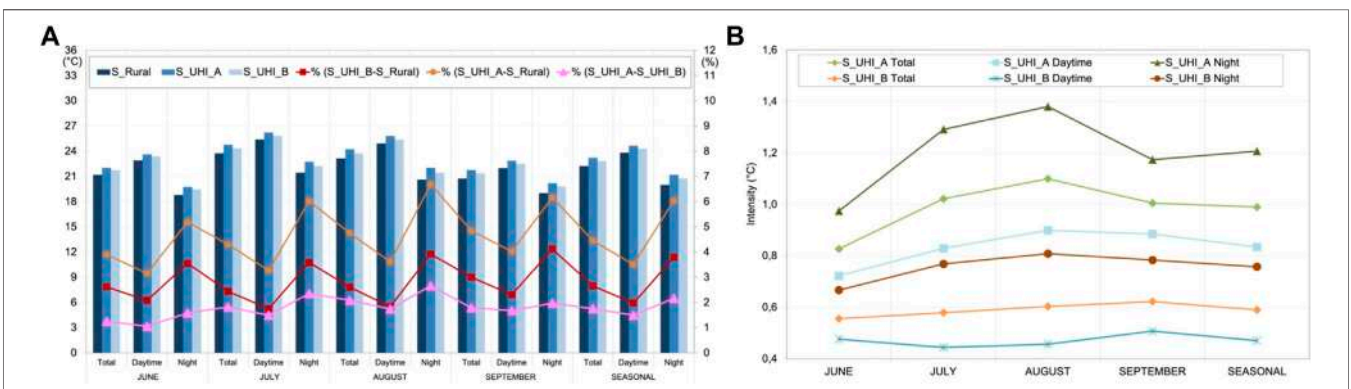 A
36
(°C)
33
30
27
24
21
18
15
12
9
6
3
0
S_Rural
S_UHI_A
S_UHI_B
% (S_UHI_B-S_Rural)
% (S_UHI_A-S_Rural)
% (S_UHI_A-S_UHI_B)
12
(%)
11
10
9
8
7
6
5
4
3
2
1
0
Total Daytime Night Total Daytime Night Total Daytime Night Total Daytime Night Total Daytime Night
JUNE JULY AUGUST SEPTEMBER SEASONAL
B
1,6
1,4
1,2
1,0
0,8
0,6
0,4
Intensity (°C)
S_UHI_A Total S_UHI_A Daytime S_UHI_A Night
S_UHI_B Total S_UHI_B Daytime S_UHI_B Night
JUNE JULY AUGUST SEPTEMBER SEASONAL